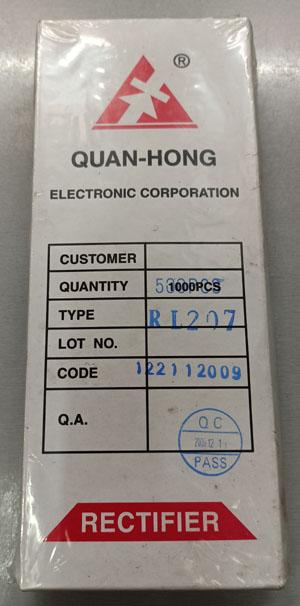 ®
QUAN-HONG
ELECTRONIC CORPORATION
CUSTOMER
QUANTITY 1000PCS
TYPE RL207
LOT NO.
CODE 122112009
Q.A.
QC
PASS
RECTIFIER